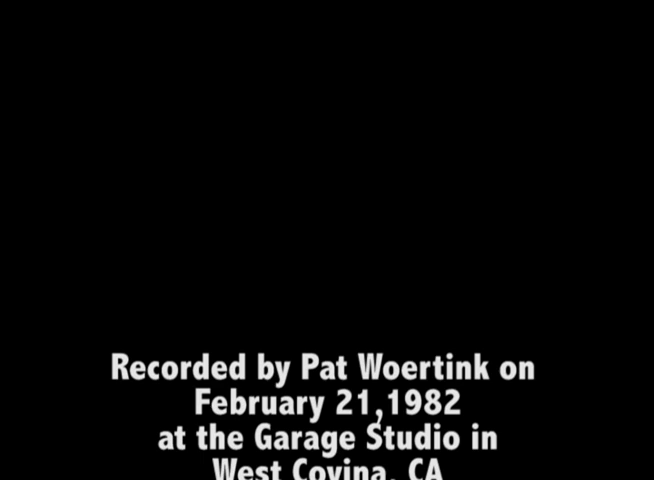 Recorded by Pat Woertink on
February 21,1982
at the Garage Studio in
West Covina, CA